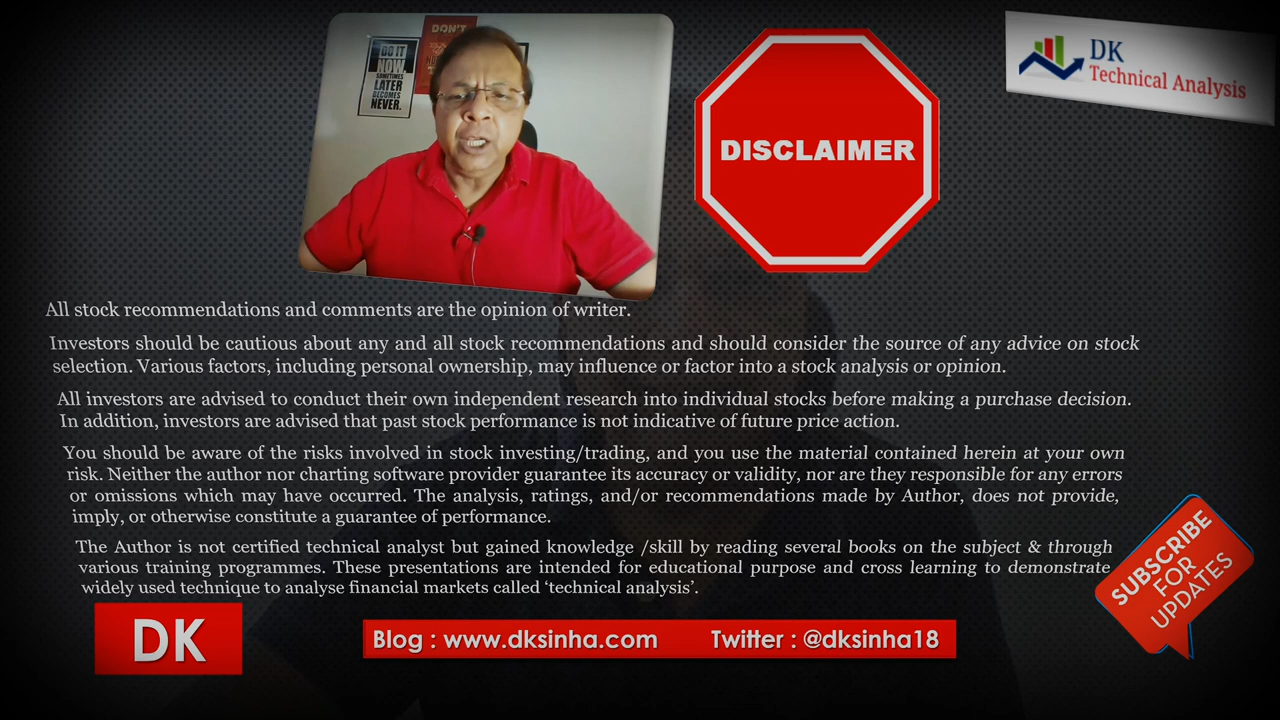 DON'T
DO IT
NOW
SOMETIMES
LATER
BECOMES
NEVER.
DISCLAIMER
DK
Technical Analysis
All stock recommendations and comments are the opinion of writer.
Investors should be cautious about any and all stock recommendations and should consider the source of any advice on stock
selection. Various factors, including personal ownership, may influence or factor into a stock analysis or opinion.
All investors are advised to conduct their own independent research into individual stocks before making a purchase decision.
In addition, investors are advised that past stock performance is not indicative of future price action.
You should be aware of the risks involved in stock investing/trading, and you use the material contained herein at your own
risk. Neither the author nor charting software provider guarantee its accuracy or validity, nor are they responsible for any errors
or omissions which may have occurred. The analysis, ratings, and/or recommendations made by Author, does not provide,
imply, or otherwise constitute a guarantee of performance.
The Author is not certified technical analyst but gained knowledge /skill by reading several books on the subject & through
various training programmes. These presentations are intended for educational purpose and cross learning to demonstrate
widely used technique to analyse financial markets called ‘technical analysis’.
SUBSCRIBE
FOR
UPDATES
DK
Blog : www.dksinha.com Twitter : @dksinha18